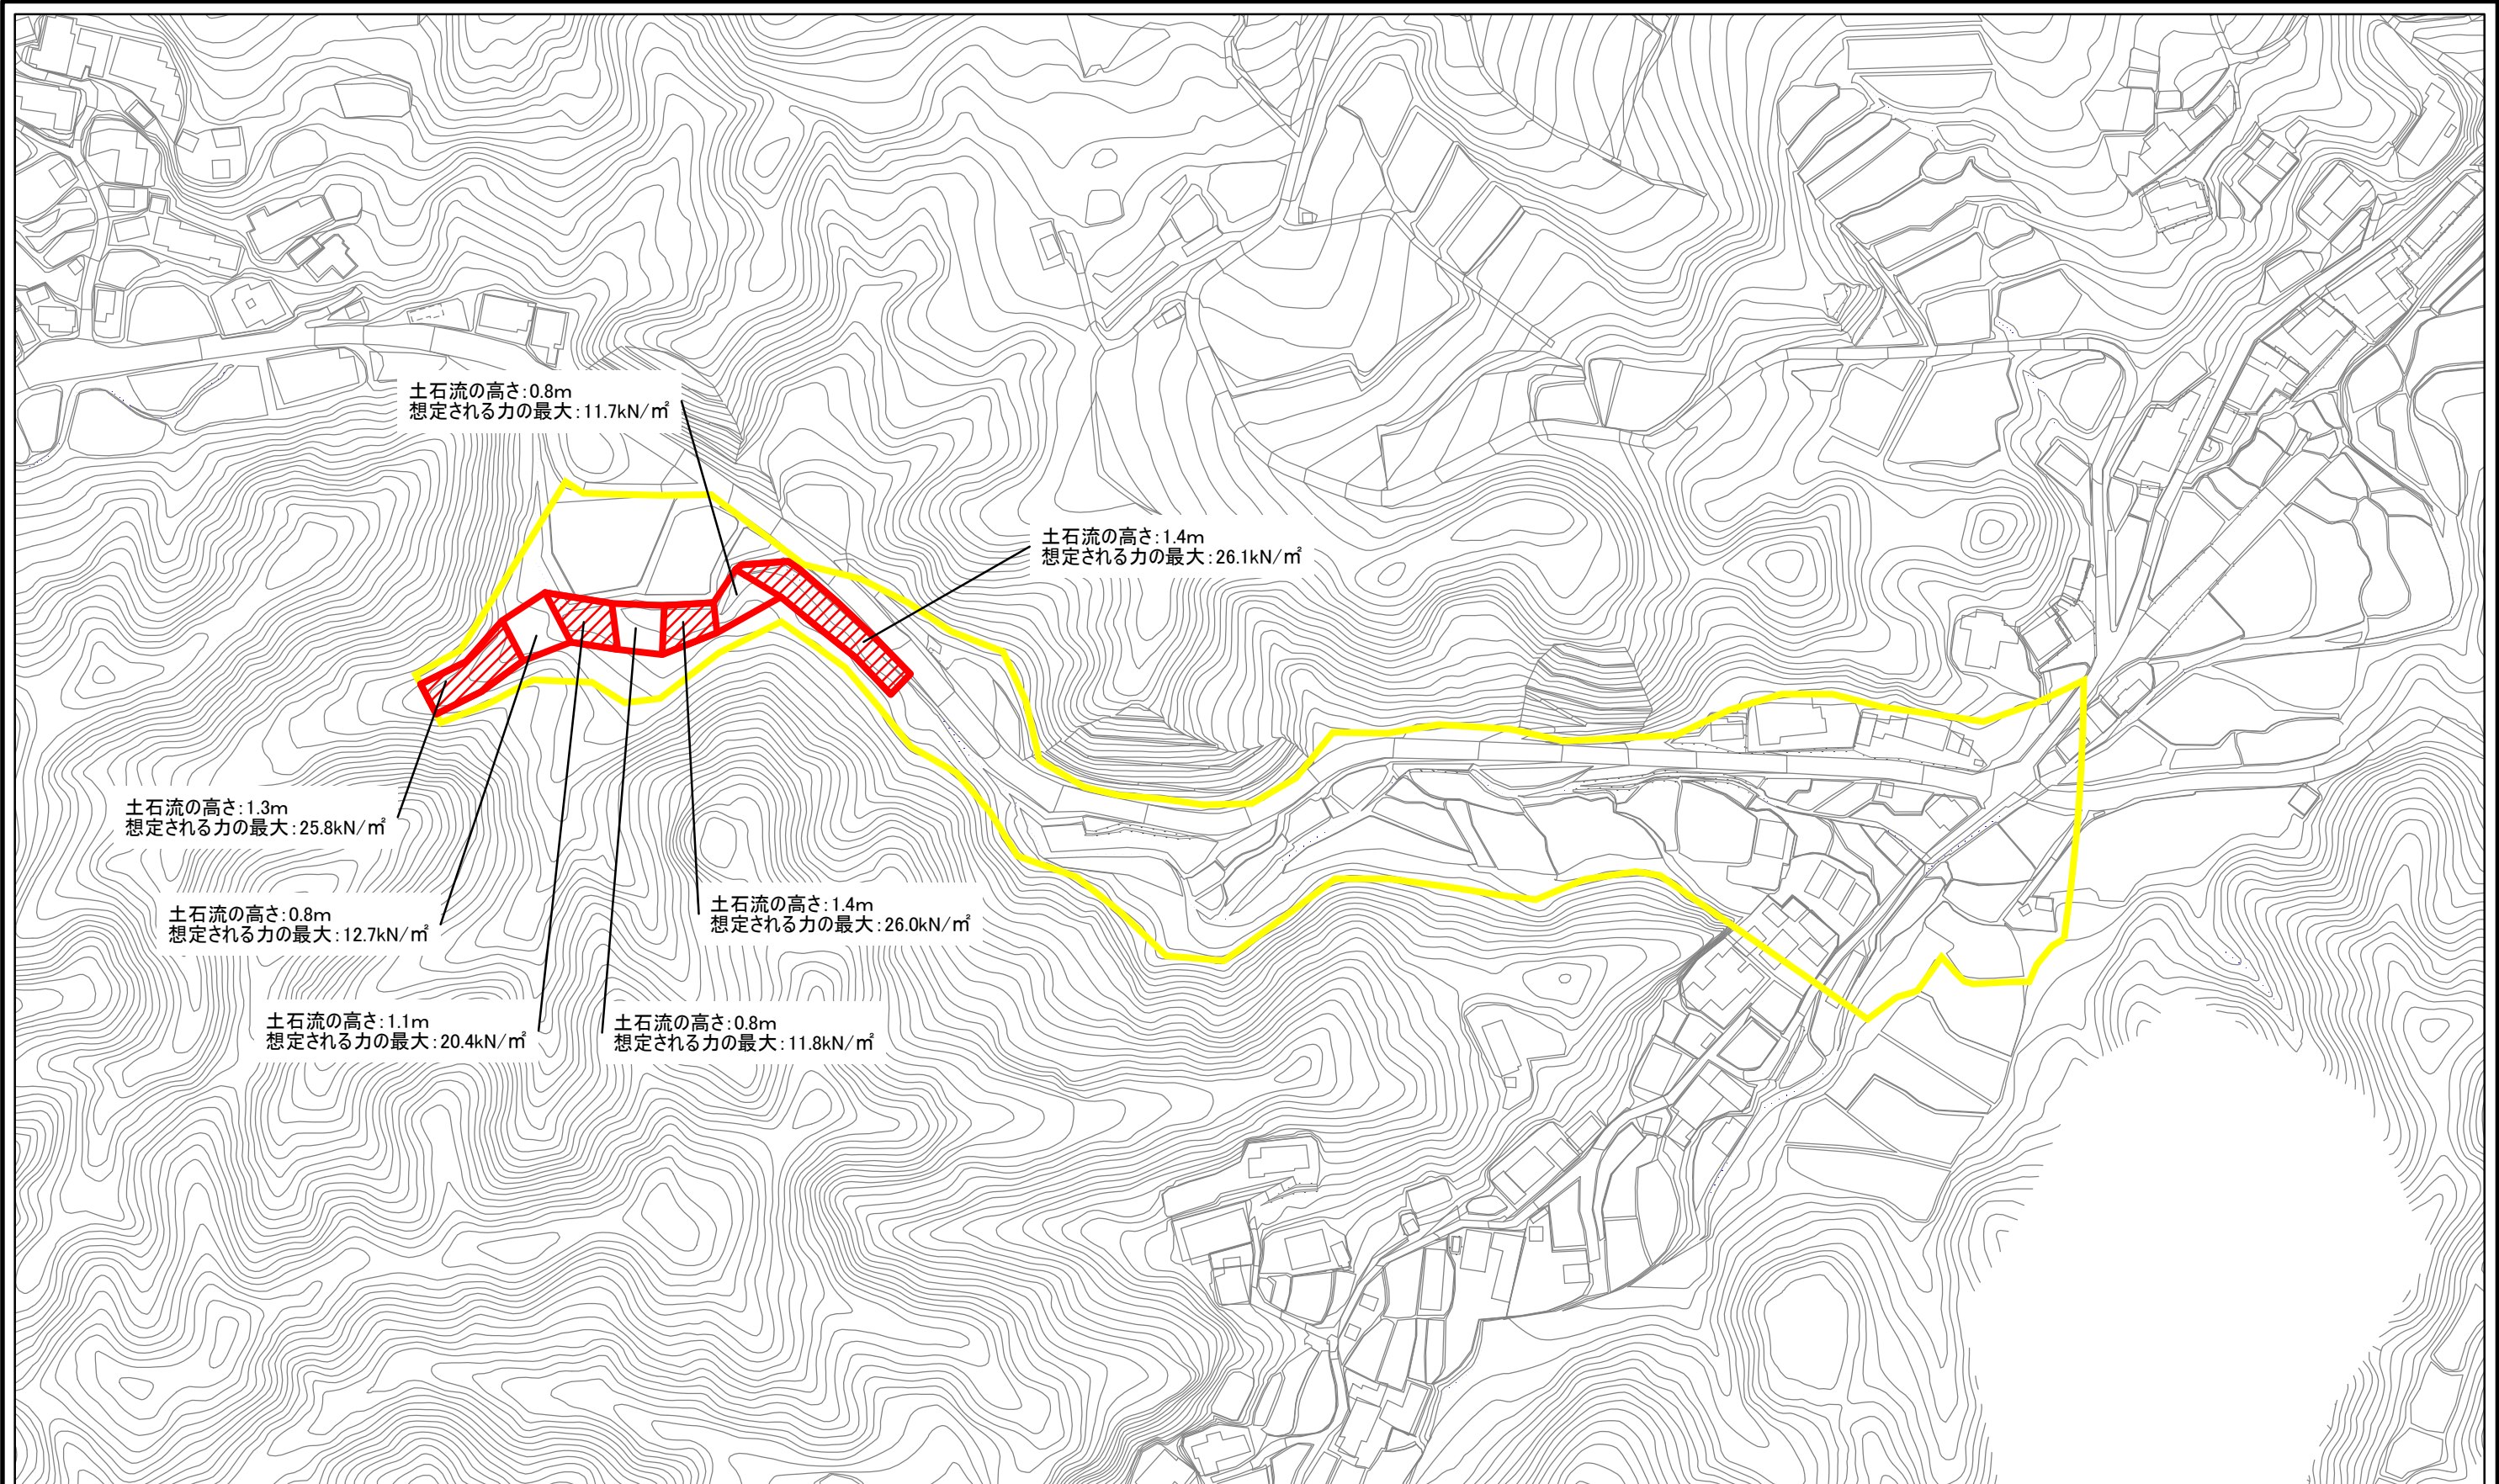 土石流の高さ:0.8m
想定される力の最大:11.7kN/㎡
土石流の高さ:1.4m
想定される力の最大:26.1kN/㎡
土石流の高さ:1.3m
想定される力の最大:25.8kN/㎡
土石流の高さ:0.8m
想定される力の最大:12.7kN/㎡
土石流の高さ:1.4m
想定される力の最大:26.0kN/㎡
土石流の高さ:1.1m
想定される力の最大:20.4kN/㎡
土石流の高さ:0.8m
想定される力の最大:11.8kN/㎡